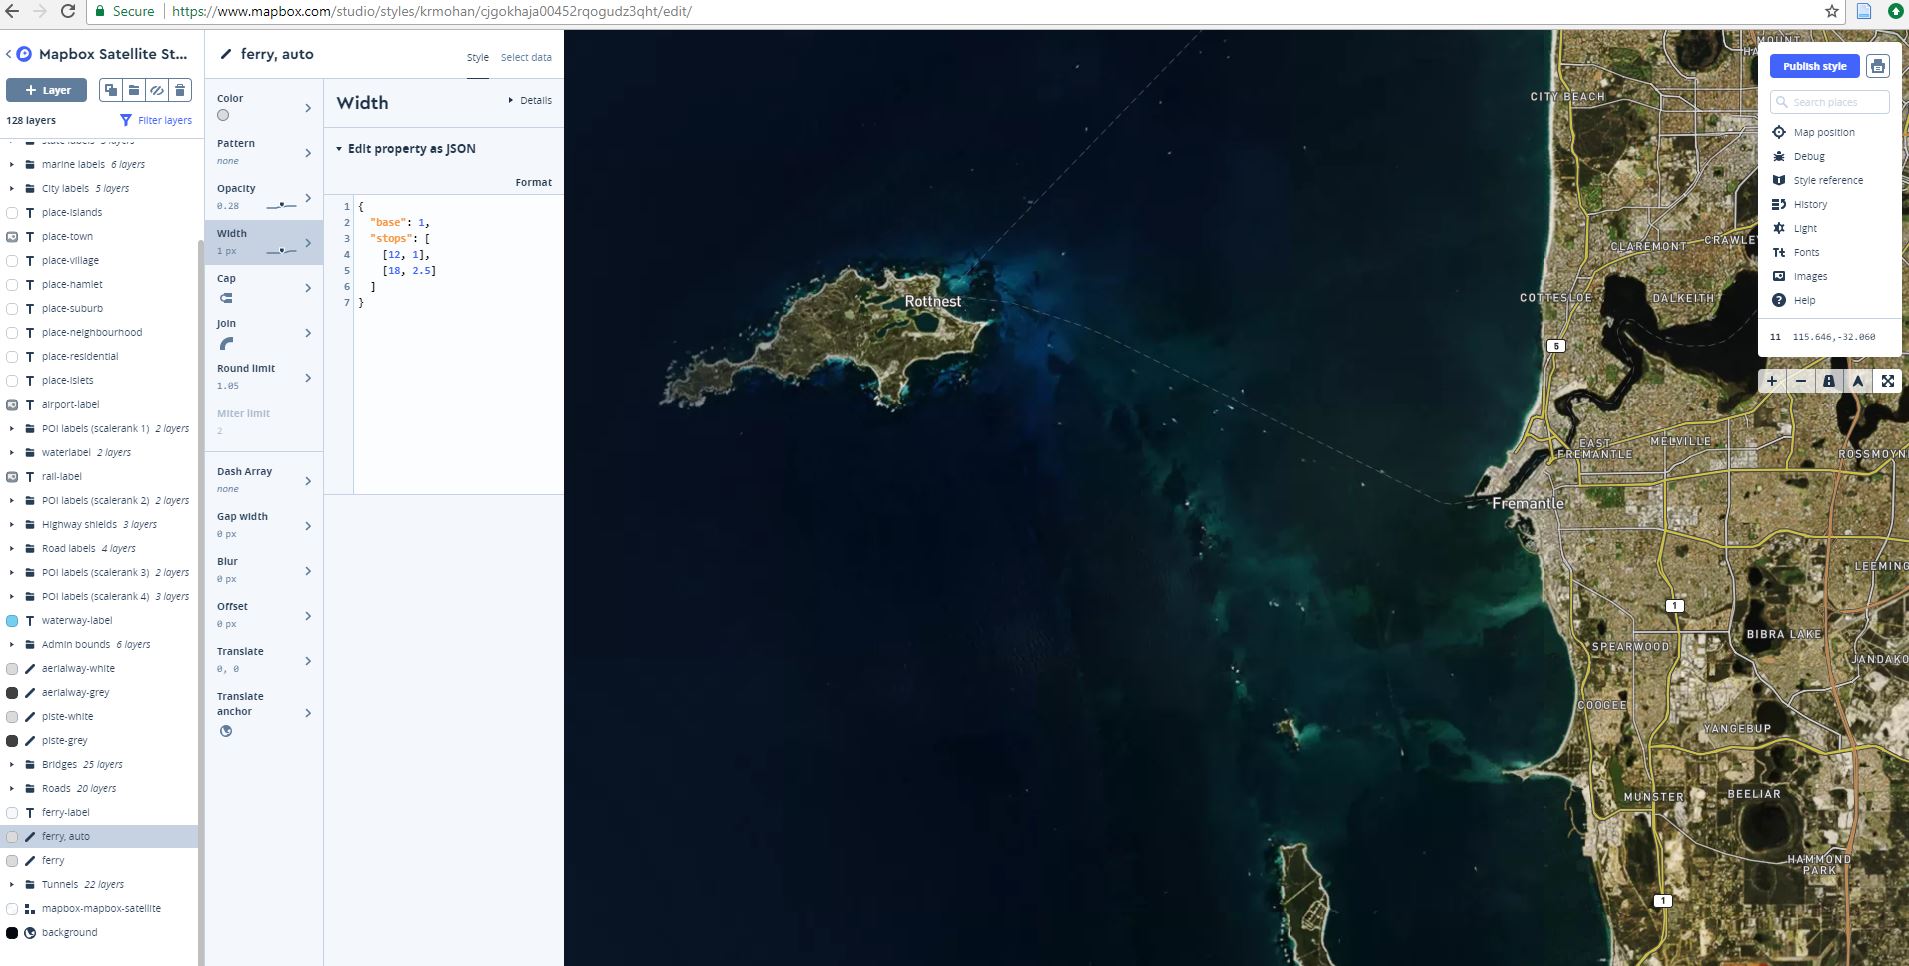 Secure
https://www.mapbox.com/studio/styles/krmohan/cjgokhaja00452rqogudz3qht/edit/
Mapbox Satellite St...
+ Layer
128 layers
Filter layers
state labels 3 layers
marine labels 6 layers
City labels 5 layers
place-islands
place-town
place-village
place-hamlet
place-suburb
place-neighbourhood
place-residential
place-islets
airport-label
POI labels (scalerank 1) 2 layers
waterlabel 2 layers
rail-label
POI labels (scalerank 2) 2 layers
Highway shields 3 layers
Road labels 4 layers
POI labels (scalerank 3) 2 layers
POI labels (scalerank 4) 3 layers
waterway-label
Admin bounds 6 layers
aerialway-white
aerialway-grey
piste-white
piste-grey
Bridges 25 layers
Roads 20 layers
ferry-label
ferry, auto
ferry
Tunnels 22 layers
mapbox-mapbox-satellite
background
ferry, auto
Style
Select data
Color
Pattern
none
Opacity
0.28
Width
1 px
Cap
Join
Round limit
1.05
Miter limit
2
Dash Array
none
Gap width
0 px
Blur
0 px
Offset
0 px
Translate
0, 0
Translate
anchor
Width
Details
Edit property as JSON
Format
1 {
2 "base": 1,
3 "stops": [
4 [12, 1],
5 [18, 2.5]
6 ]
7 }
Rottnest
CITY BEACH
CLAREMONT
COTTESLOE
DALKEITH
5
EAST
FREMANTLE
MELVILLE
ROSSMOYN
Fremantle
LEEMING
1
BIBRA LAKE
SPEARWOOD
JANDAKO
COOGEE
YANGEBUP
MUNSTER
BEELIAR
HAMMOND
PARK
1
MOUNT
HA
CRAWLEY
Publish style
Search places
Map position
Debug
Style reference
History
Light
Fonts
Images
Help
11 115.646,-32.060